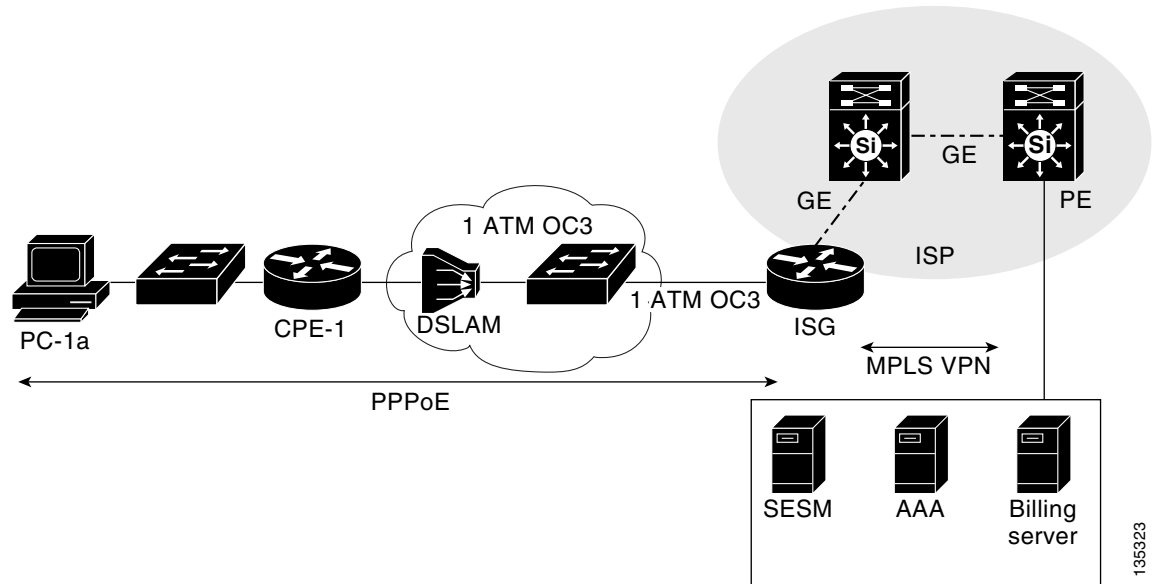 Si
Si
GE
GE
PE
ISP
1 ATM OC3
1 ATM OC3
PC-1a
CPE-1
DSLAM
ISG
MPLS VPN
PPPoE
SESM
AAA
Billing
server
135323